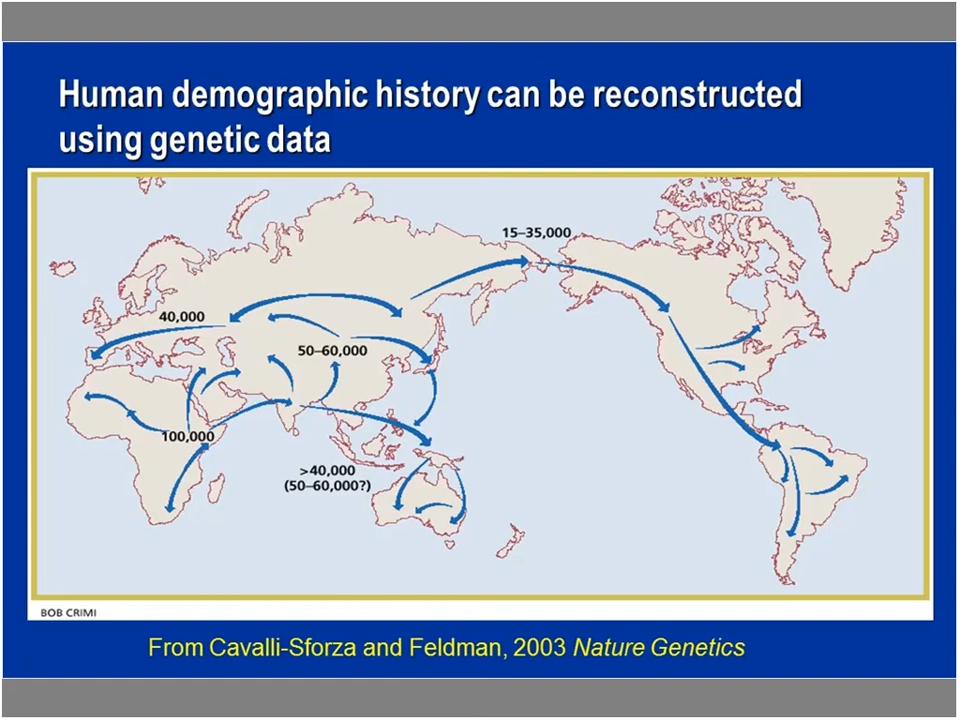 Human demographic history can be reconstructed
using genetic data
15–35,000
40,000
50–60,000
100,000
>40,000
(50–60,000?)
BOB CRIMI
From Cavalli-Sforza and Feldman, 2003 Nature Genetics